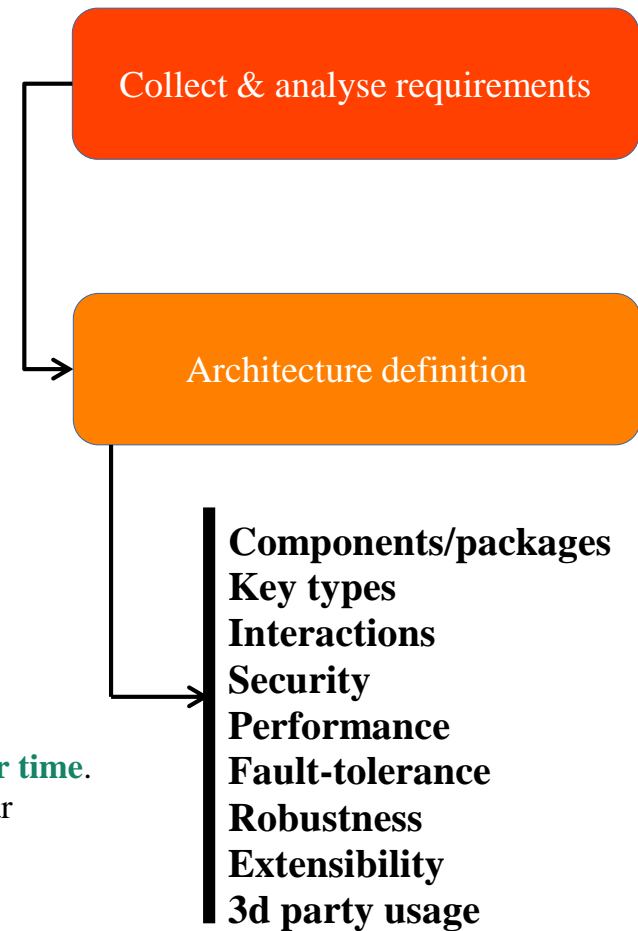 Collect & analyse requirements
Architecture definition
Components/packages
Key types
Interactions
Security
Performance
Fault-tolerance
Robustness
Extensibility
3d party usage
r time.